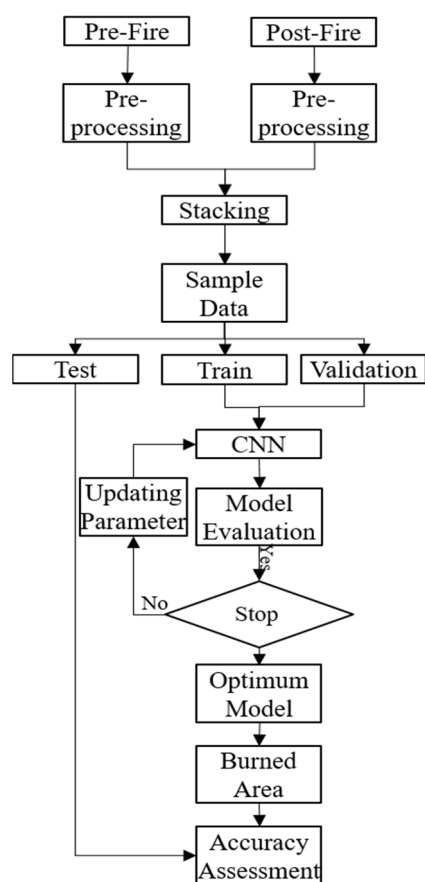 Pre-Fire
Post-Fire
Pre-
processing
Pre-
processing
Stacking
Sample
Data
Test
Train
Validation
CNN
Updating
Parameter
Model
Evaluation
Yes
No
Stop
Optimum
Model
Burned
Area
Accuracy
Assessment